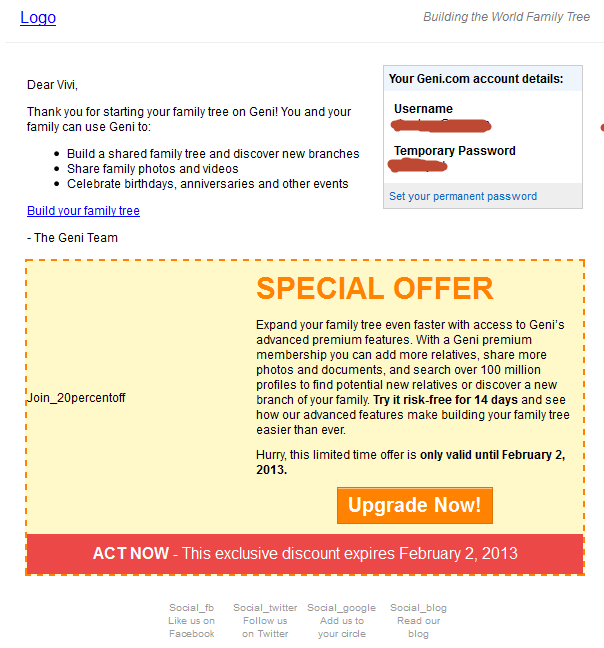 Logo
Building the World Family Tree
Dear Vivi,
Thank you for starting your family tree on Geni! You and your
family can use Geni to:
Build a shared family tree and discover new branches
Share family photos and videos
Celebrate birthdays, anniversaries and other events
Build your family tree
- The Geni Team
Your Geni.com account details:
Username
Temporary Password
Set your permanent password
Join_20percentoff
SPECIAL OFFER
Expand your family tree even faster with access to Geni's
advanced premium features. With a Geni premium
membership you can add more relatives, share more
photos and documents, and search over 100 million
profiles to find potential new relatives or discover a new
branch of your family. Try it risk-free for 14 days and see
how our advanced features make building your family tree
easier than ever.
Hurry, this limited time offer is only valid until February 2,
2013.
Upgrade Now!
ACT NOW - This exclusive discount expires February 2, 2013
Social_fb
Like us on
Facebook
Social_twitter
Follow us
on Twitter
Social_google
Add us to
your circle
Social_blog
Read our
blog